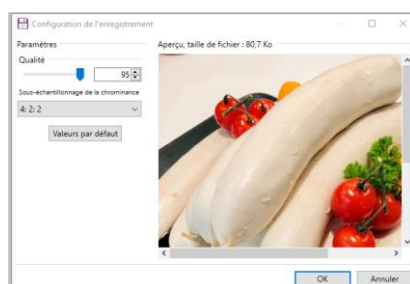 Configuration de l'enregistrement
Paramètres
Qualité
95
Sous-échantillonnage de la chrominance
4: 2: 2
Valeurs par défaut
Aperçu, taille de fichier : 80,7 Ko
OK
Annuler